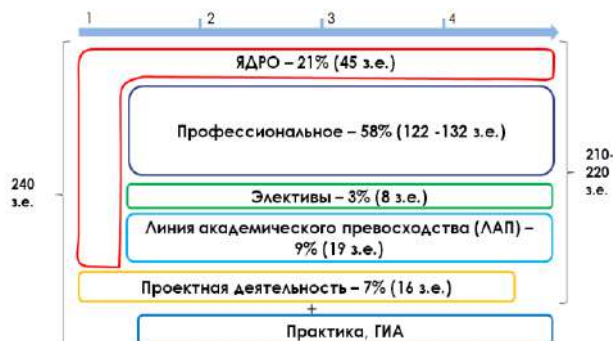 1 2 3 4
ЯДРО – 21% (45 з.е.)
Профессиональное – 58% (122 -132 з.е.)
210-
220
з.е.
240
з.е.
Элективы – 3% (8 з.е.)
Линия академического превосходства (ЛАП) –
9% (19 з.е.)
Проектная деятельность – 7% (16 з.е.)
+
Практика, ГИА